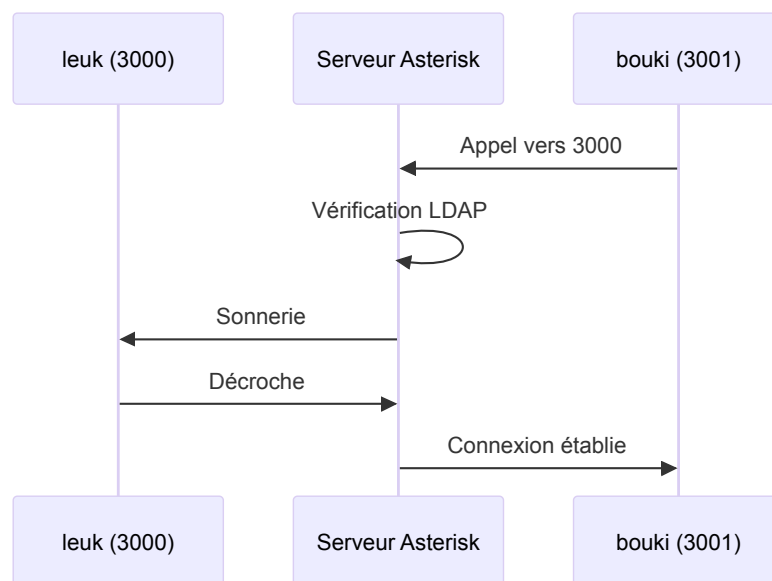 leuk (3000)
Serveur Asterisk
bouki (3001)
Appel vers 3000
Vérification LDAP
Sonnerie
Décroche
Connexion établie
leuk (3000)
Serveur Asterisk
bouki (3001)